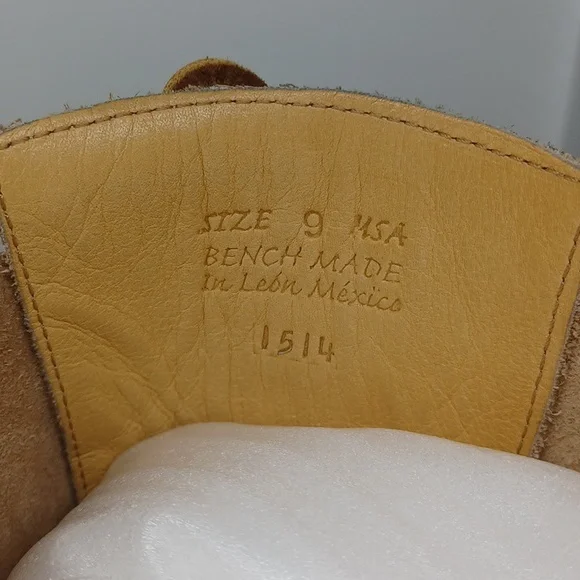 SIZE 9 USA
BENCH MADE
In León México
1514